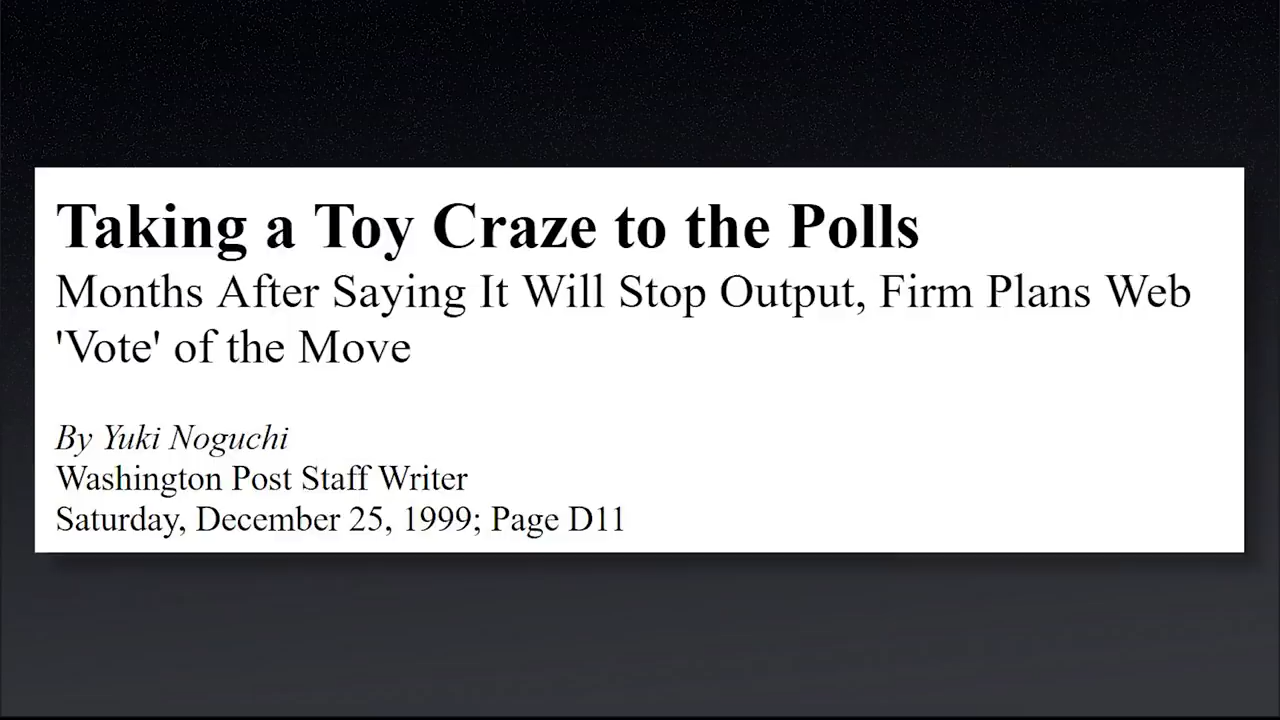 Taking a Toy Craze to the Polls
Months After Saying It Will Stop Output, Firm Plans Web
'Vote' of the Move
By Yuki Noguchi
Washington Post Staff Writer
Saturday, December 25, 1999; Page D11